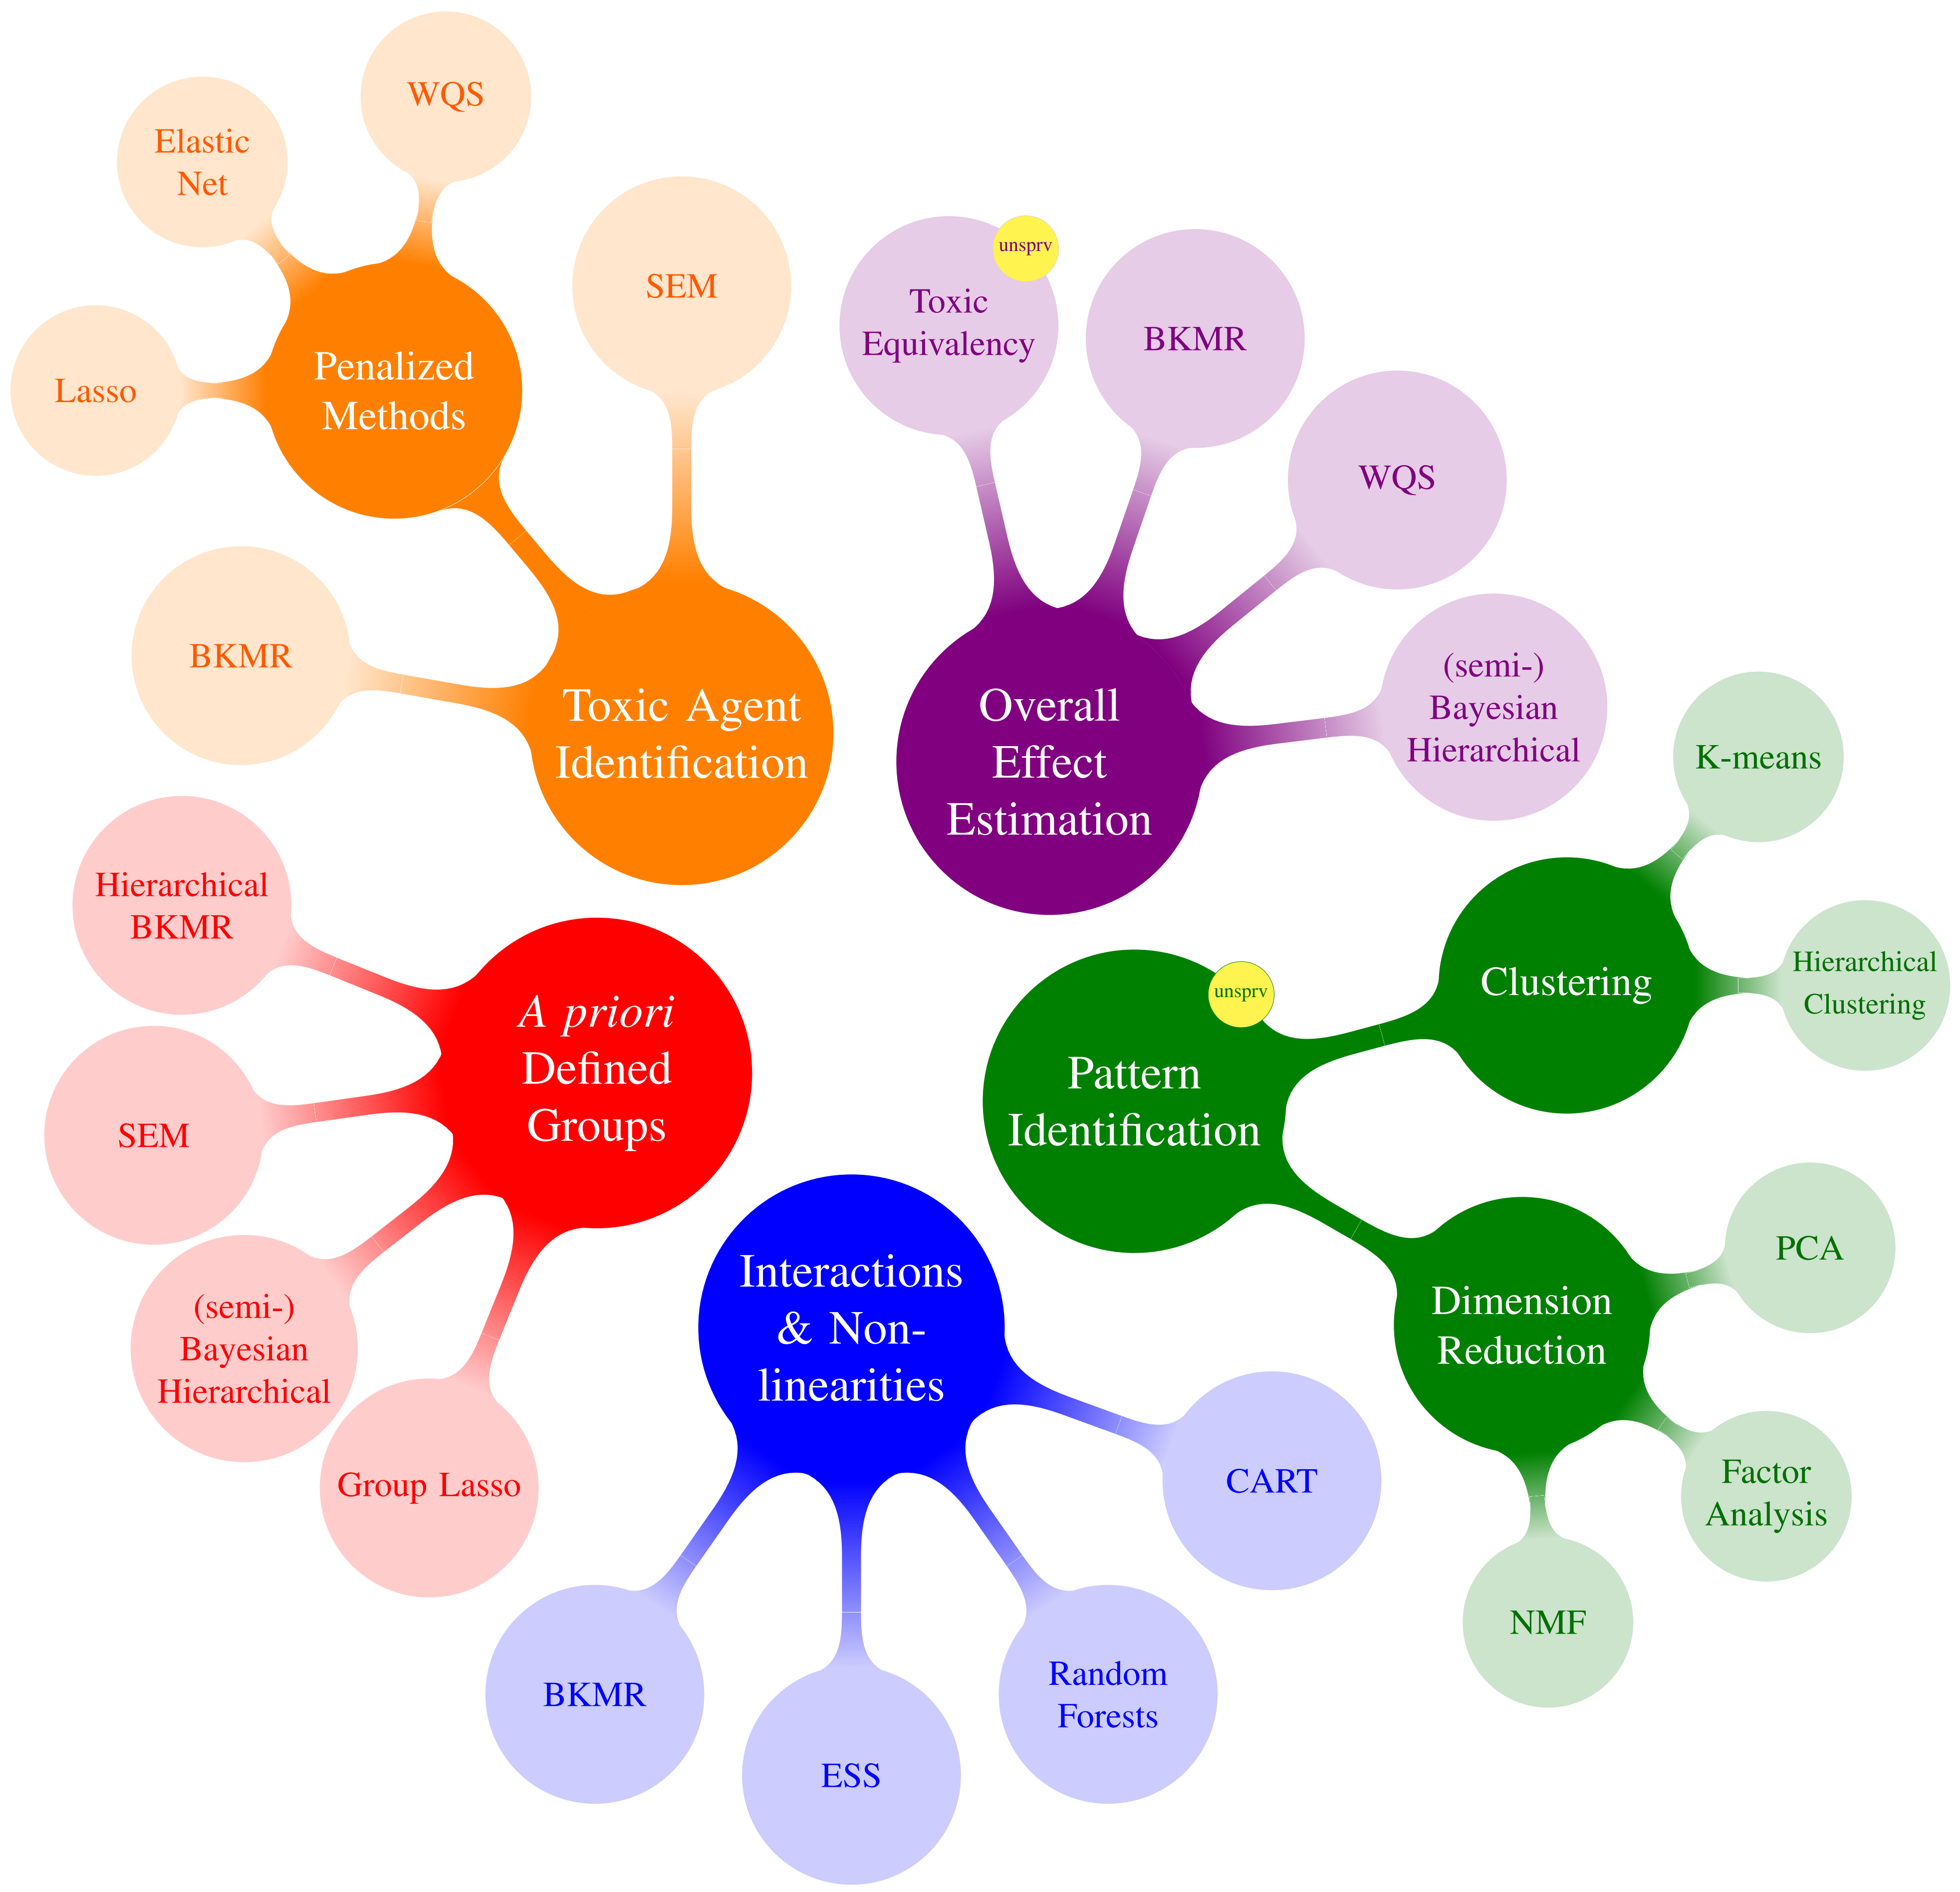 WQS
Elastic
Net
Lasso
Penalized
Methods
SEM
BKMR
Toxic Agent
Identification
unsprv
Toxic
Equivalency
BKMR
WQS
(semi-)
Bayesian
Hierarchical
Overall
Effect
Estimation
K-means
Hierarchical
Clustering
Clustering
unsprv
Pattern
Identification
PCA
Dimension
Reduction
Factor
Analysis
NMF
Hierarchical
BKMR
A priori
Defined
Groups
SEM
(semi-)
Bayesian
Hierarchical
Group Lasso
Interactions
& Non-
linearities
CART
Random
Forests
BKMR
ESS